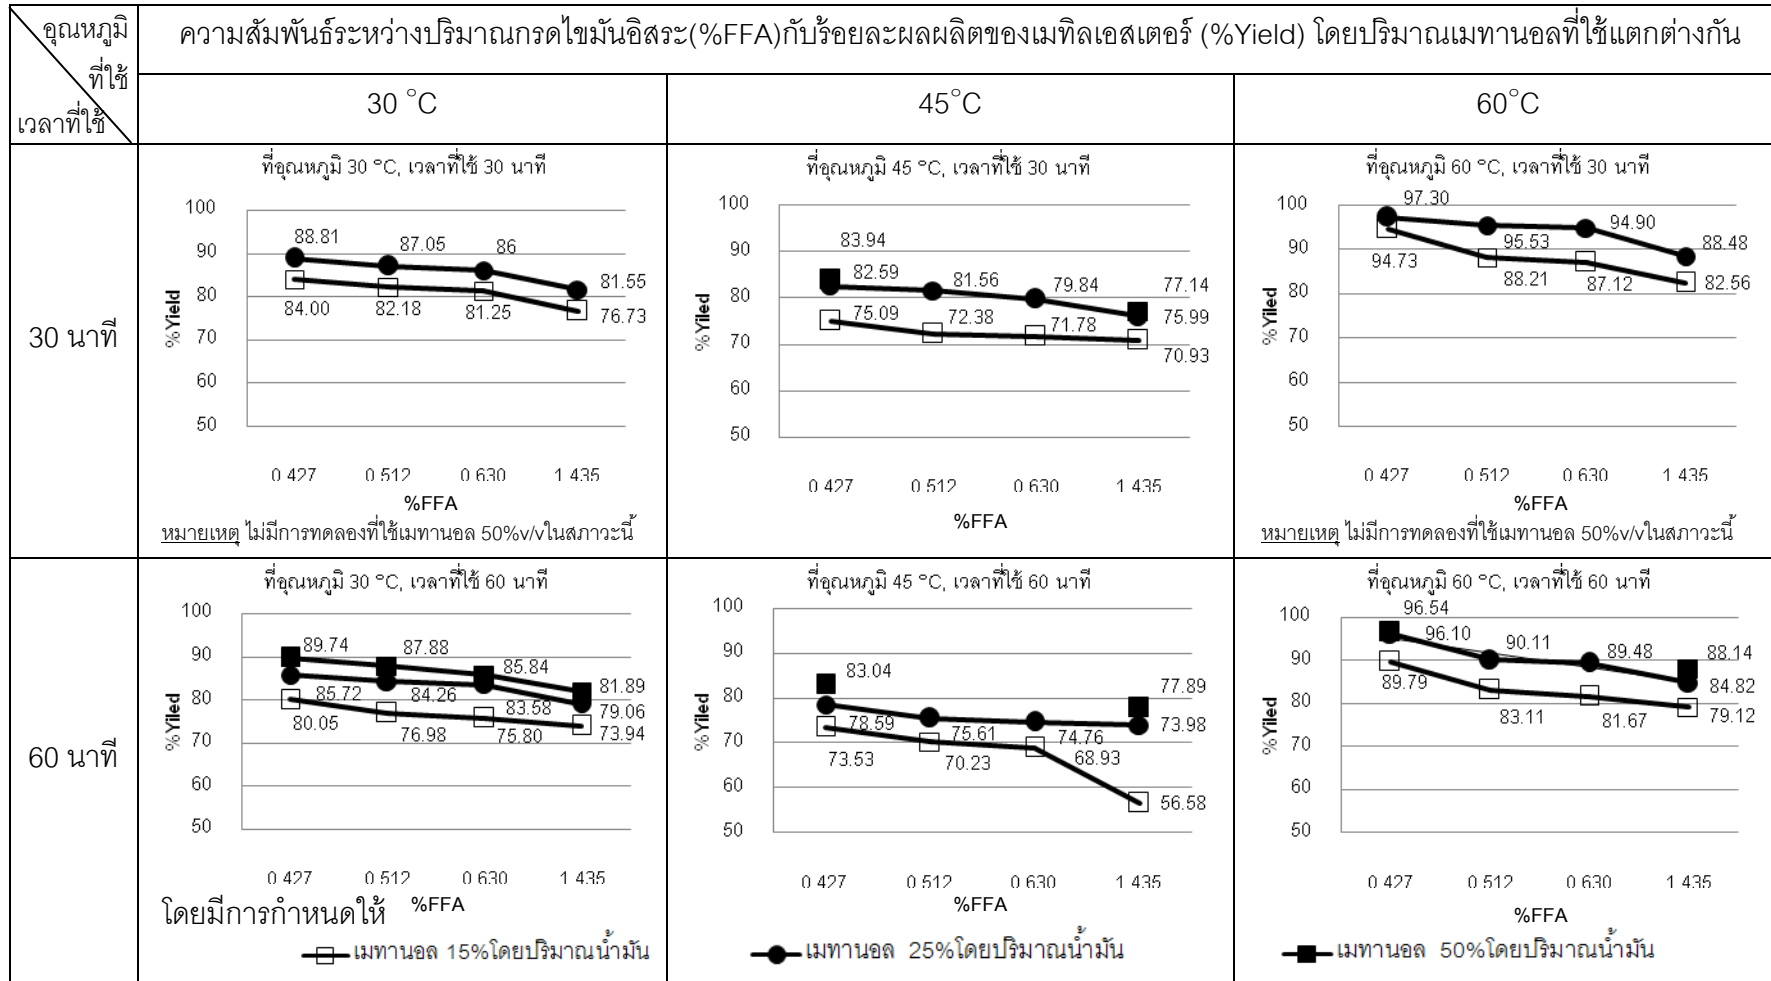 อุณหภูมิ
ที่ใช้
เวลาที่ใช้
ความสัมพันธ์ระหว่างปริมาณกรดไขมันอิสระ(%FFA)กับร้อยละผลผลิตของเมทิลเอสเตอร์ (%Yield) โดยปริมาณเมทานอลที่ใช้แตกต่างกัน
30 °C
45°C
60°C
30 นาที
ที่อุณหภูมิ 30 °C, เวลาที่ใช้ 30 นาที
100
90
80
70
60
50
%Yield
88.81
87.05
86
81.55
84.00
82.18
81.25
76.73
0.427 0.512 0.630 1.435
%FFA
หมายเหตุ ไม่มีการทดลองที่ใช้เมทานอล 50%v/vในสภาวะนี้
ที่อุณหภูมิ 45 °C, เวลาที่ใช้ 30 นาที
100
90
80
70
60
50
%Yiled
83.94
82.59
81.56
79.84
77.14
75.99
75.09
72.38
71.78
70.93
0.427 0.512 0.630 1.435
%FFA
ที่อุณหภูมิ 60 °C, เวลาที่ใช้ 30 นาที
100
90
80
70
60
50
%Yiled
97.30
95.53
94.90
88.48
94.73
88.21
87.12
82.56
0.427 0.512 0.630 1.435
%FFA
หมายเหตุ ไม่มีการทดลองที่ใช้เมทานอล 50%v/vในสภาวะนี้
60 นาที
ที่อุณหภูมิ 30 °C, เวลาที่ใช้ 60 นาที
100
90
80
70
60
50
%Yiled
89.74
87.88
85.84
81.89
85.72
84.26
83.58
79.06
80.05
76.98
75.80
73.94
0.427 0.512 0.630 1.435
%FFA
ที่อุณหภูมิ 45 °C, เวลาที่ใช้ 60 นาที
100
90
80
70
60
50
%Yiled
83.04
77.89
78.59
75.61
74.76
73.98
73.53
70.23
68.93
56.58
0.427 0.512 0.630 1.435
%FFA
ที่อุณหภูมิ 60 °C, เวลาที่ใช้ 60 นาที
100
90
80
70
60
50
%Yiled
96.54
96.10
90.11
89.48
88.14
84.82
89.79
83.11
81.67
79.12
0.427 0.512 0.630 1.435
%FFA
โดยมีการกำหนดให้
เมทานอล 15%โดยปริมาณน้ำมัน
เมทานอล 25%โดยปริมาณน้ำมัน
เมทานอล 50%โดยปริมาณน้ำมัน